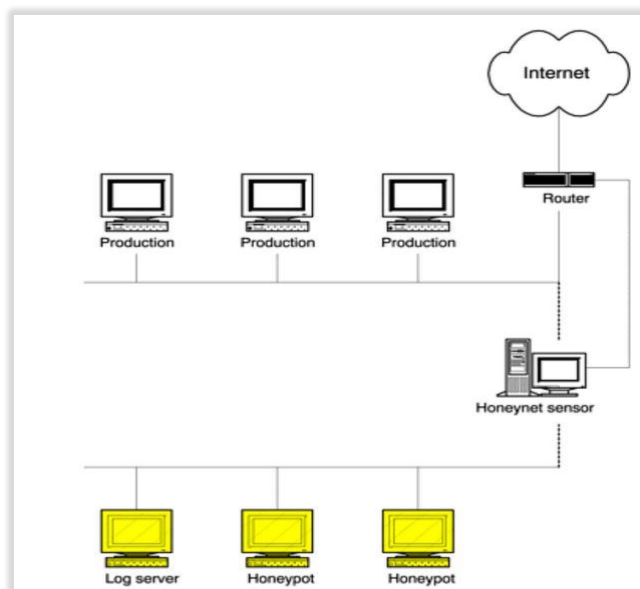 Internet
Router
Production Production Production
Honeynet sensor
Log server Honeypot Honeypot